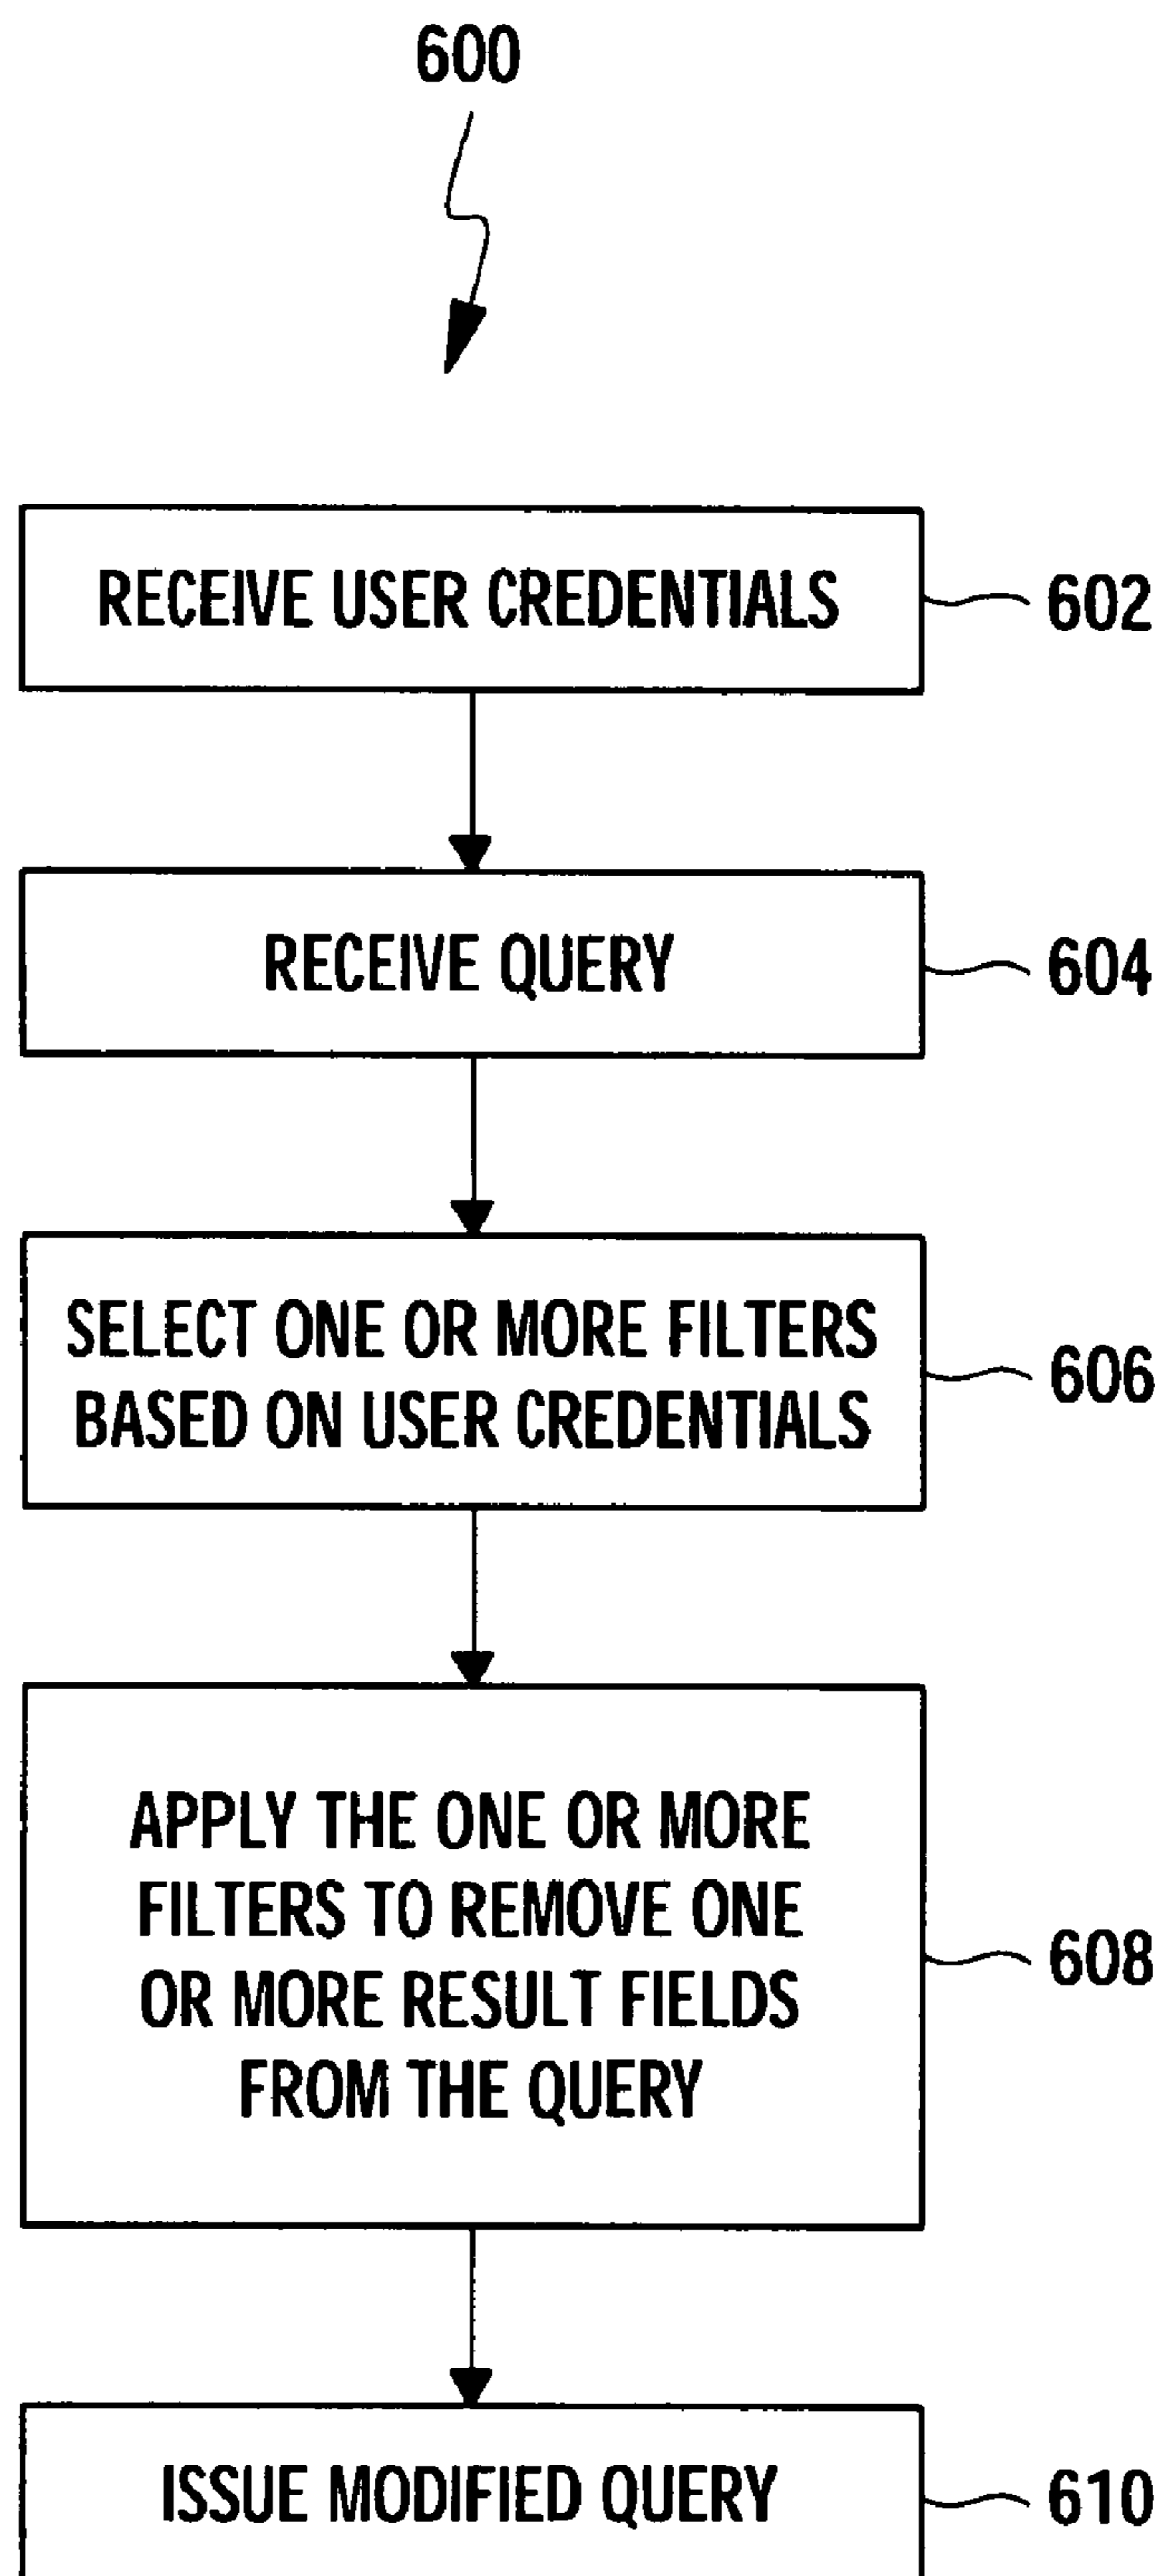 600
RECEIVE USER CREDENTIALS
602
RECEIVE QUERY
604
SELECT ONE OR MORE FILTERS
BASED ON USER CREDENTIALS
606
APPLY THE ONE OR MORE
FILTERS TO REMOVE ONE
OR MORE RESULT FIELDS
FROM THE QUERY
608
ISSUE MODIFIED QUERY
610